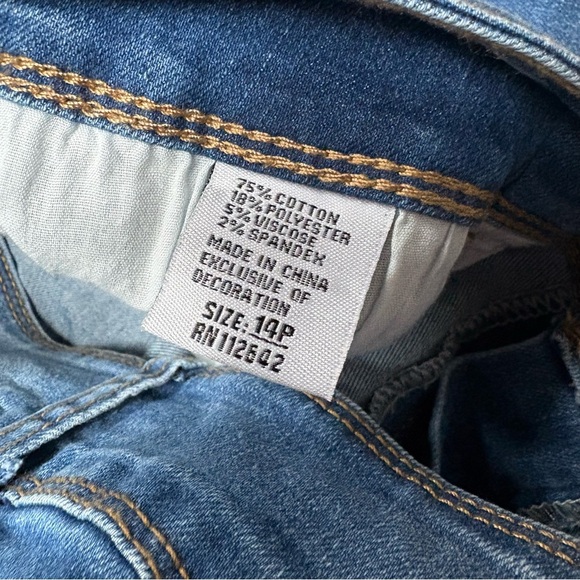 75% COTTON
18% POLYESTER
5% VISCOSE
2% SPANDEX
MADE IN CHINA
EXCLUSIVE OF
DECORATION
SIZE: 14P
RN112642